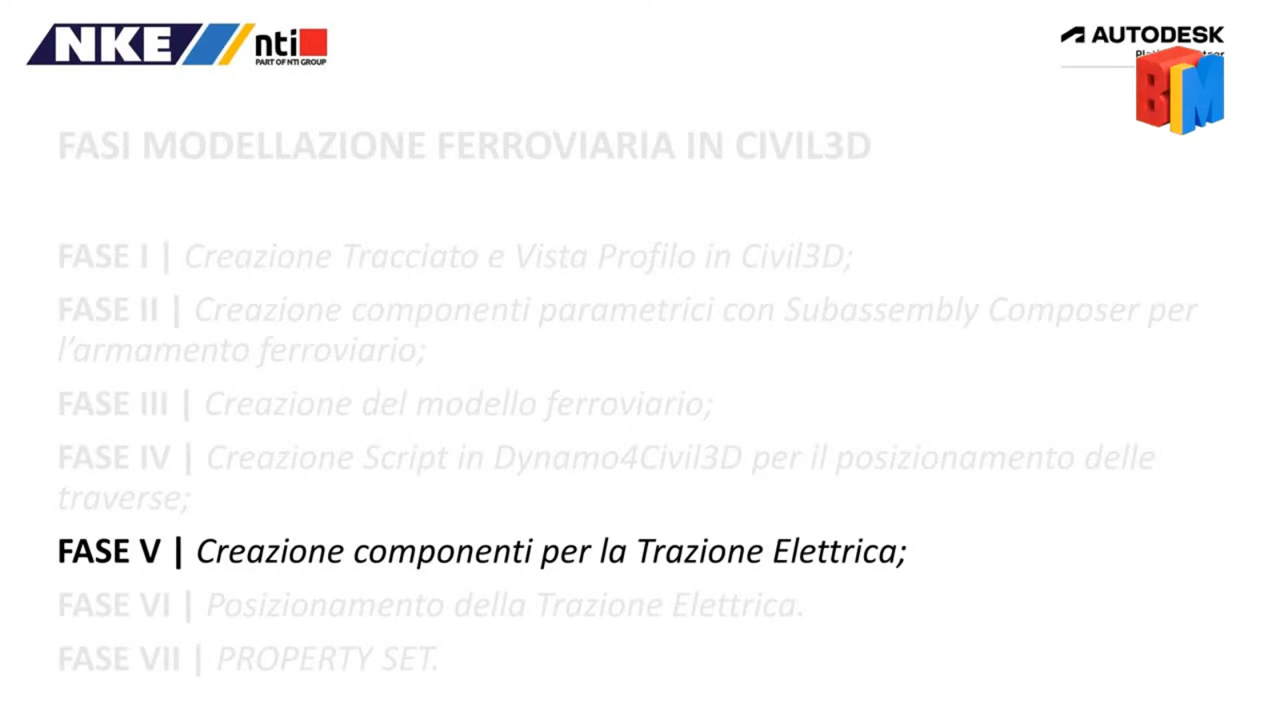 NKE nti
PART OF NTI GROUP
AUTODESK
BIM
FASI MODELLAZIONE FERROVIARIA IN CIVIL3D
FASE I | Creazione Tracciato e Vista Profilo in Civil3D;
FASE II | Creazione componenti parametrici con Subassembly Composer per
l'armamento ferroviario;
FASE III | Creazione del modello ferroviario;
FASE IV | Creazione Script in Dynamo4Civil3D per il posizionamento delle
traverse;
FASE V | Creazione componenti per la Trazione Elettrica;
FASE VI | Posizionamento della Trazione Elettrica.
FASE VII | PROPERTY SET.